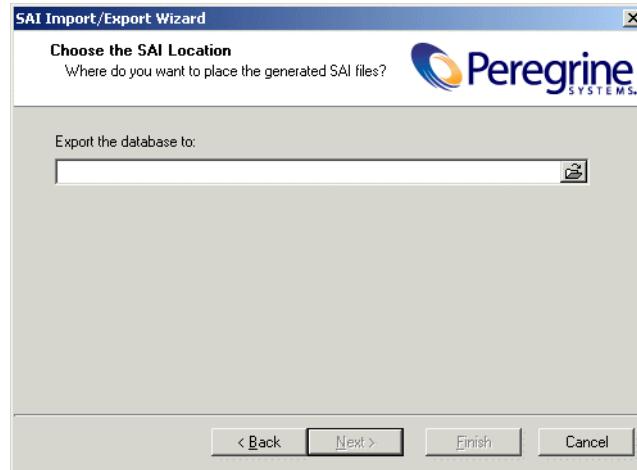 SAI Import/Export Wizard
Choose the SAI Location
Where do you want to place the generated SAI files?
Peregrine
SYSTEMS
Export the database to:
< Back
Next >
Finish
Cancel